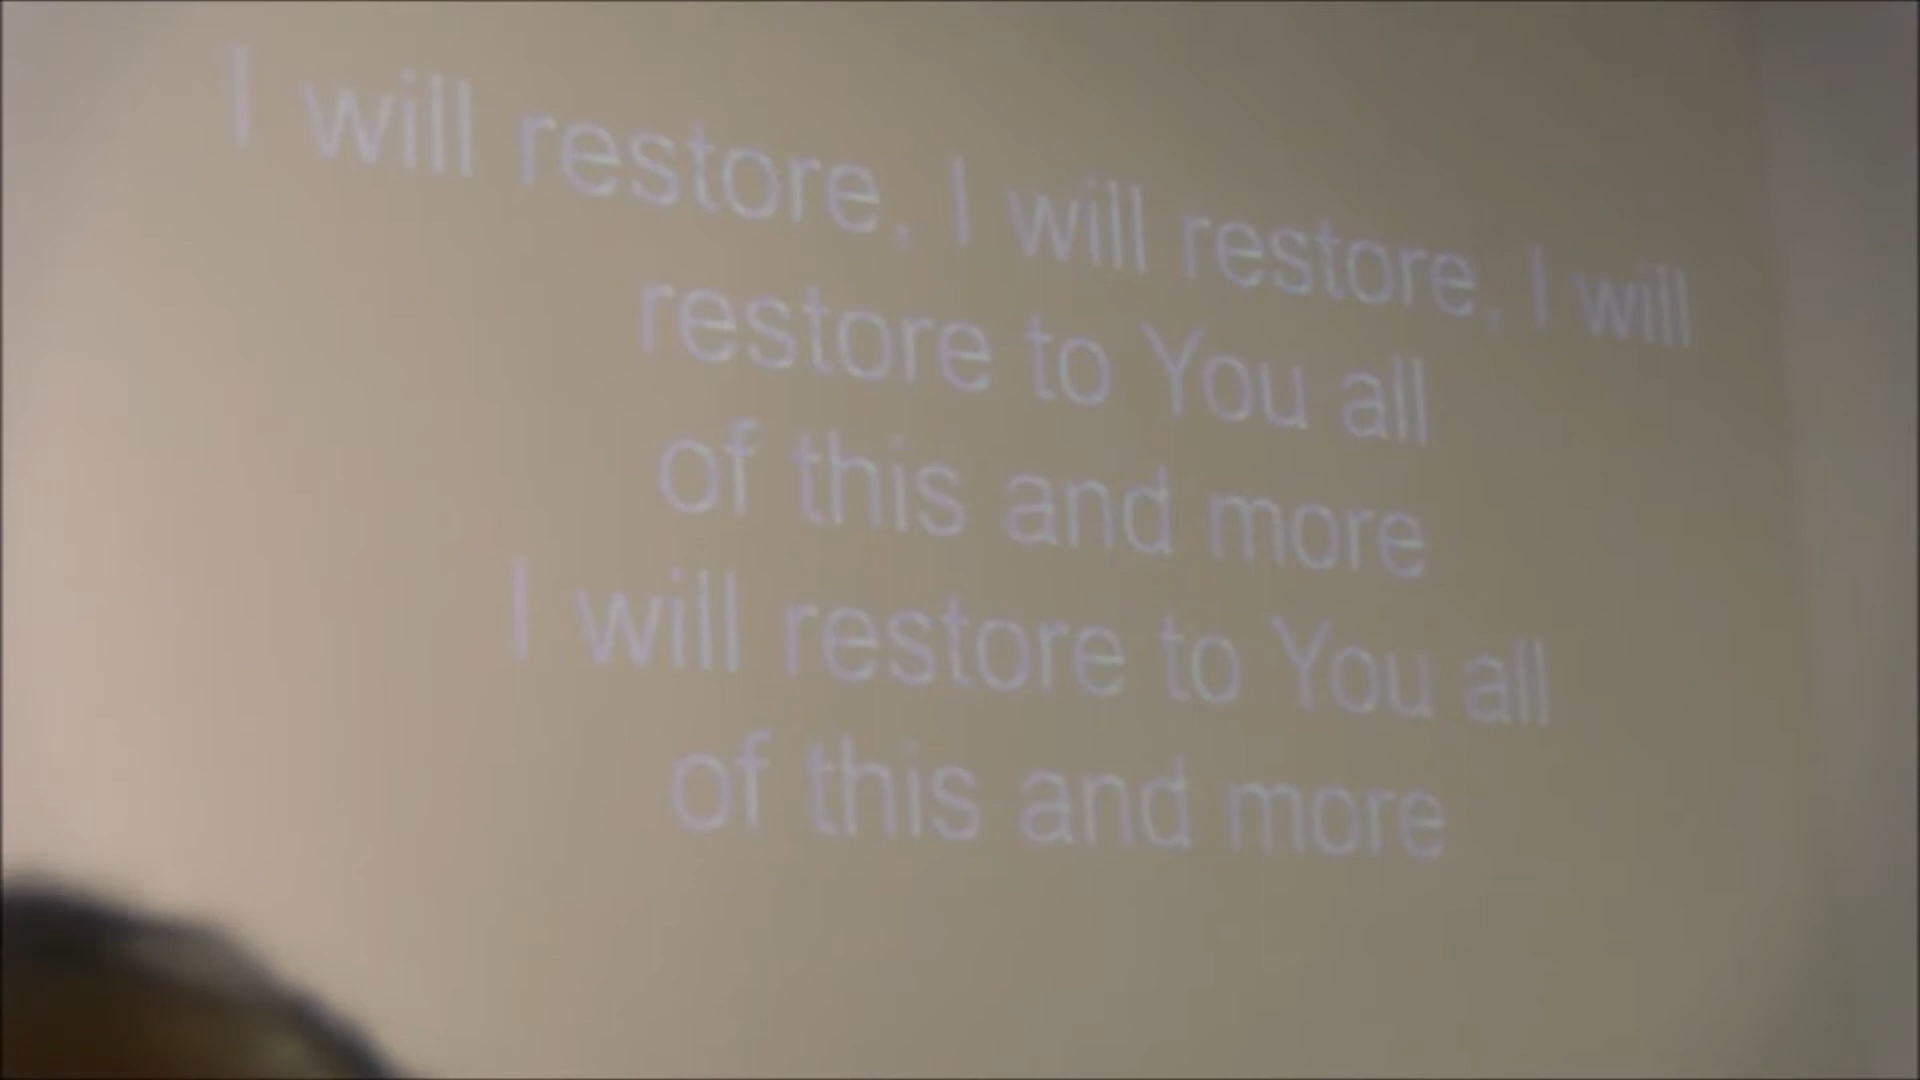 I will restore, I will restore, I will
restore to You all
of this and more
I will restore to You all
of this and more